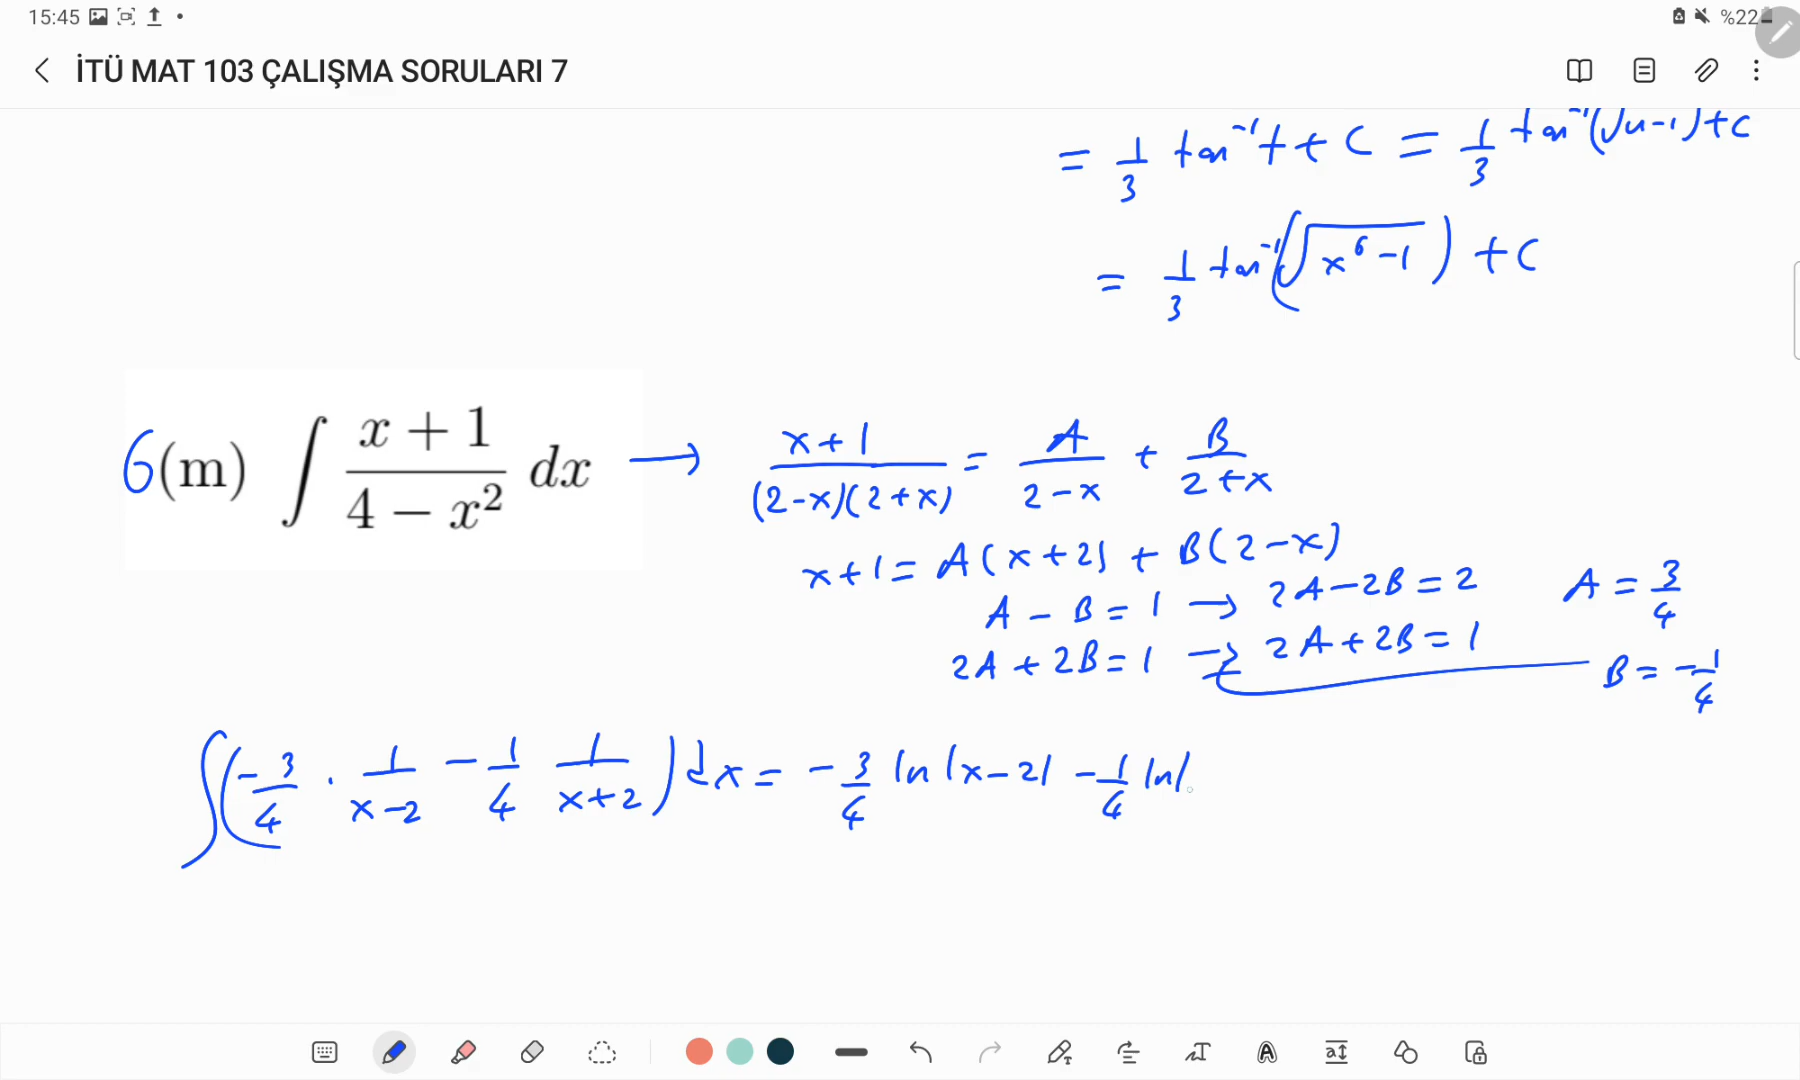 15:45 %22
İTÜ MAT 103 ÇALIŞMA SORULARI 7
= 1/3 tan⁻¹ t + C = 1/3 tan⁻¹(√u-1) + C
= 1/3 tan⁻¹(√(x⁶-1)) + C
6(m) ∫ (x + 1)/(4 − x²) dx → (x+1)/((2-x)(2+x)) = A/(2-x) + B/(2+x)
x+1 = A(x+2) + B(2-x)
A - B = 1 → 2A-2B = 2 A = 3/4
2A + 2B = 1 → 2A + 2B = 1 B = -1/4
+
∫(-3/4 · 1/(x-2) - 1/4 1/(x+2)) dx = -3/4 ln|x-2| - 1/4 ln|